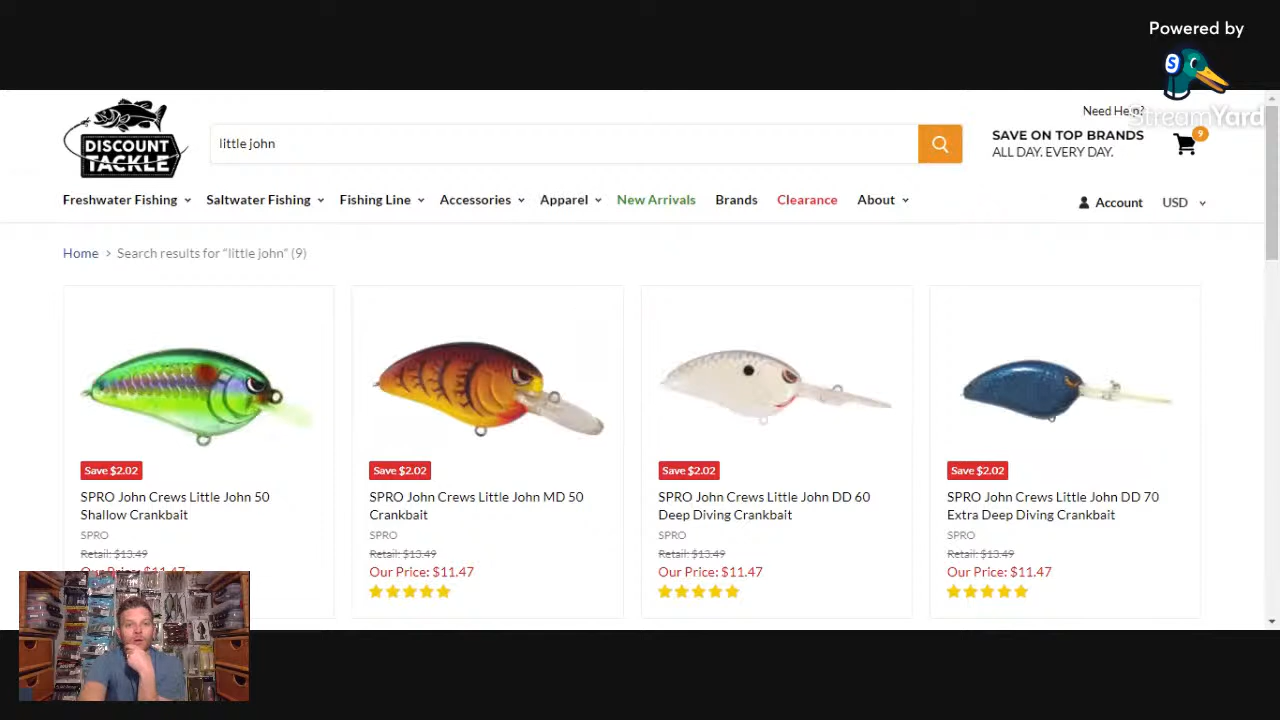 Powered by
S
StreamYard
Need Help?
DISCOUNT
TACKLE
little john
SAVE ON TOP BRANDS
ALL DAY. EVERY DAY.
9
Freshwater Fishing
Saltwater Fishing
Fishing Line
Accessories
Apparel
New Arrivals
Brands
Clearance
About
Account
USD
Home > Search results for "little john" (9)
Save $2.02
SPRO John Crews Little John 50
Shallow Crankbait
SPRO
Retail: $13.49
Our Price: $11.47
Save $2.02
SPRO John Crews Little John MD 50
Crankbait
SPRO
Retail: $13.49
Our Price: $11.47
Save $2.02
SPRO John Crews Little John DD 60
Deep Diving Crankbait
SPRO
Retail: $13.49
Our Price: $11.47
Save $2.02
SPRO John Crews Little John DD 70
Extra Deep Diving Crankbait
SPRO
Retail: $13.49
Our Price: $11.47